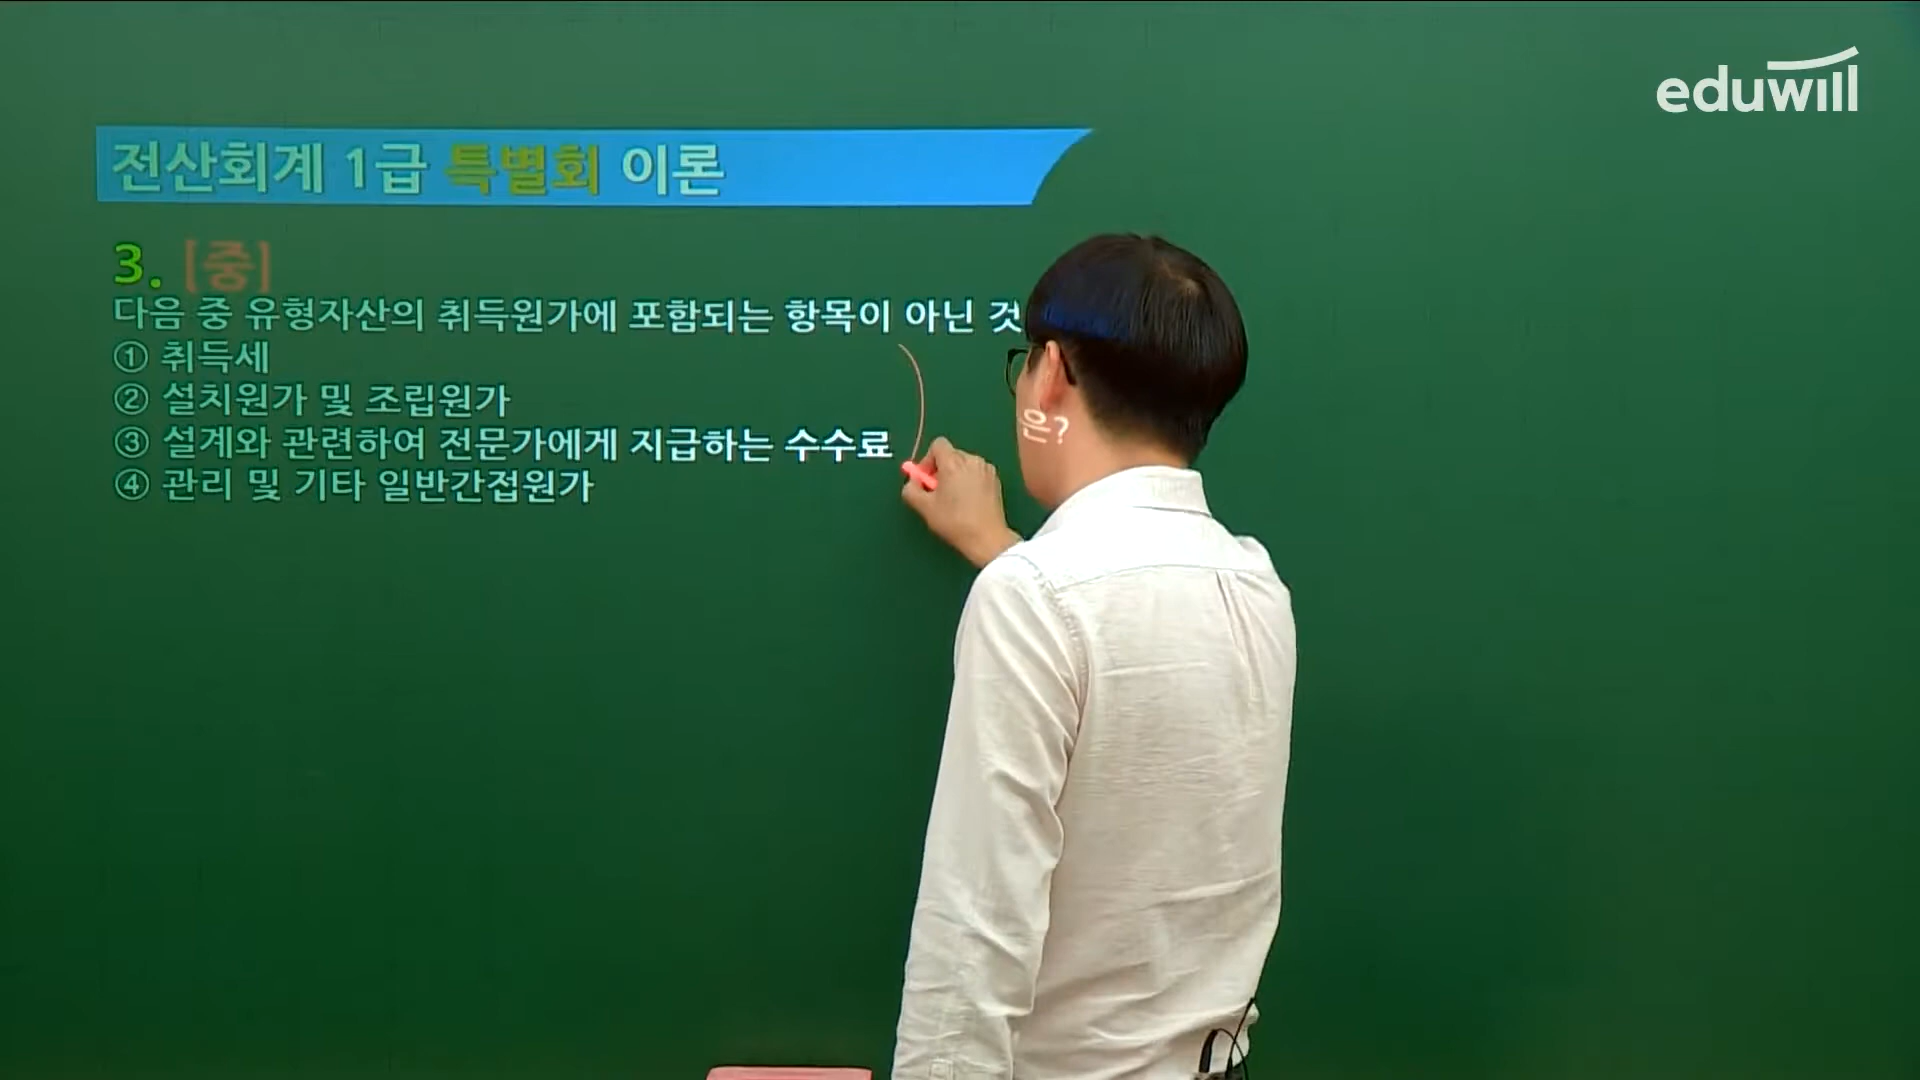 eduwill
전산회계 1급 특별회 이론
3. [중]
다음 중 유형자산의 취득원가에 포함되는 항목이 아닌 것은?
① 취득세
② 설치원가 및 조립원가
③ 설계와 관련하여 전문가에게 지급하는 수수료
④ 관리 및 기타 일반간접원가